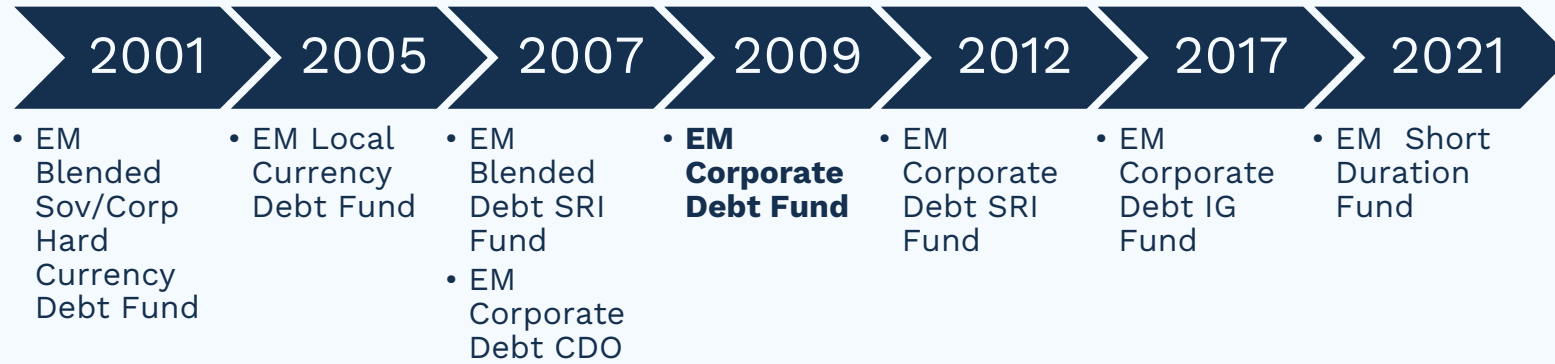 2001
2005
2007
2009
2012
2017
2021
• EM
Blended
Sov/Corp
Hard
Currency
Debt Fund
• EM Local
Currency
Debt Fund
• EM
Blended
Debt SRI
Fund
• EM
Corporate
Debt CDO
• EM
Corporate
Debt Fund
• EM
Corporate
Debt SRI
Fund
• EM
Corporate
Debt IG
Fund
• EM  Short
Duration
Fund